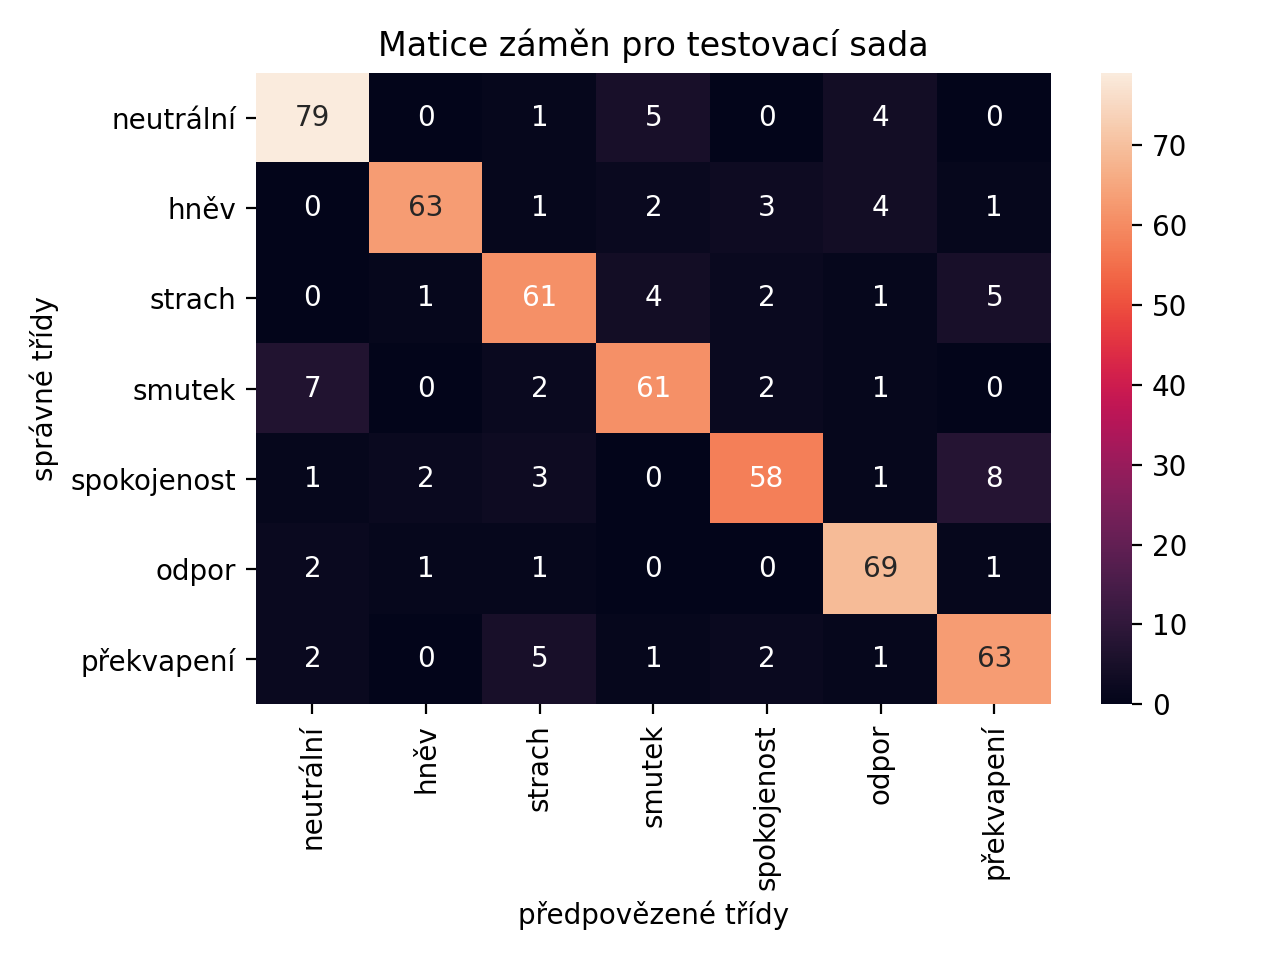 Matice záměn pro testovací sada
neutrální 79 0 1 5 0 4 0
hněv 0 63 1 2 3 4 1
strach 0 1 61 4 2 1 5
smutek 7 0 2 61 2 1 0
spokojenost 1 2 3 0 58 1 8
odpor 2 1 1 0 0 69 1
překvapení 2 0 5 1 2 1 63
správné třídy
neutrální
hněv
strach
smutek
spokojenost
odpor
překvapení
předpovězené třídy
70
60
50
40
30
20
10
0